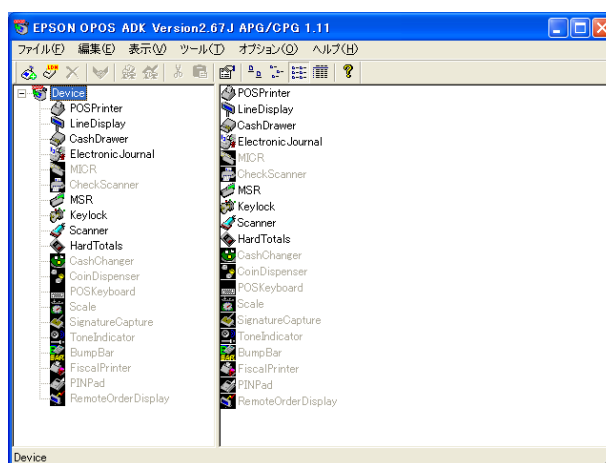 EPSON OPOS ADK Version2.67J APG/CPG 1.11
ファイル(F) 編集(E) 表示(V) ツール(T) オプション(O) ヘルプ(H)
Device
POSPrinter
LineDisplay
CashDrawer
ElectronicJournal
MICR
CheckScanner
MSR
Keylock
Scanner
HardTotals
CashChanger
CoinDispenser
POSKeyboard
Scale
SignatureCapture
ToneIndicator
BumpBar
FiscalPrinter
PINPad
RemoteOrderDisplay
POSPrinter
LineDisplay
CashDrawer
ElectronicJournal
MICR
CheckScanner
MSR
Keylock
Scanner
HardTotals
CashChanger
CoinDispenser
POSKeyboard
Scale
SignatureCapture
ToneIndicator
BumpBar
FiscalPrinter
PINPad
RemoteOrderDisplay
Device